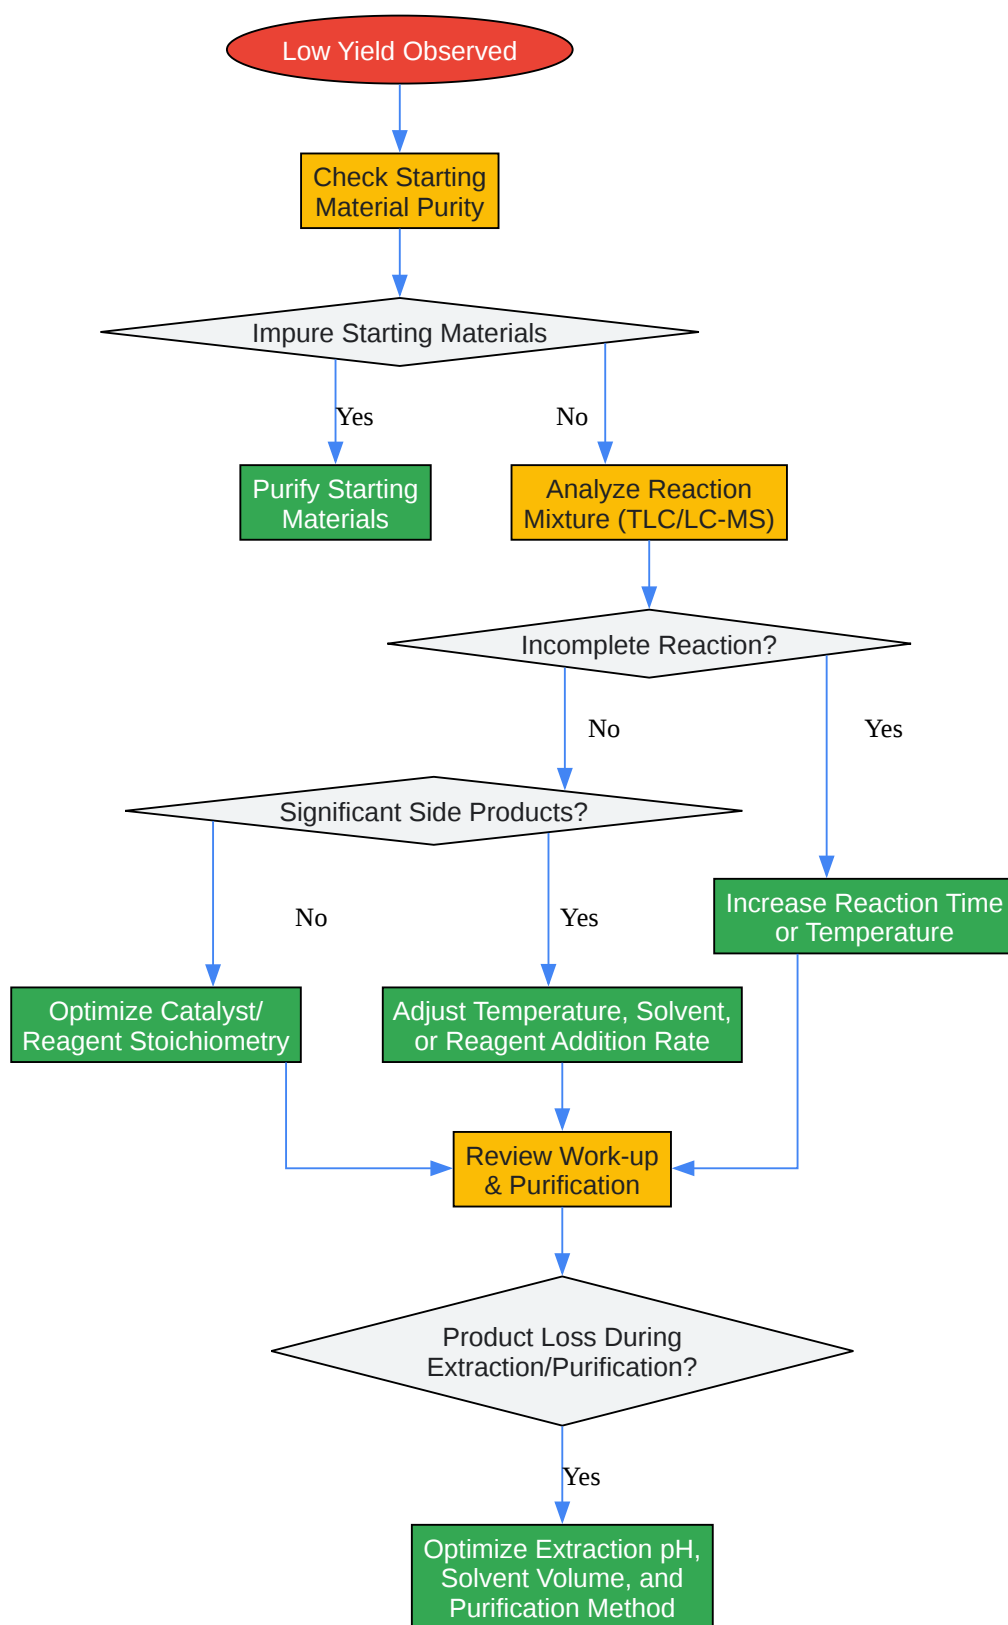 Low Yield Observed
Check Starting
Material Purity
Impure Starting Materials
Yes
No
Purify Starting
Materials
Analyze Reaction
Mixture (TLC/LC-MS)
Incomplete Reaction?
No
Yes
Significant Side Products?
No
Yes
Increase Reaction Time
or Temperature
Optimize Catalyst/
Reagent Stoichiometry
Adjust Temperature, Solvent,
or Reagent Addition Rate
Review Work-up
& Purification
Product Loss During
Extraction/Purification?
Yes
Optimize Extraction pH,
Solvent Volume, and
Purification Method